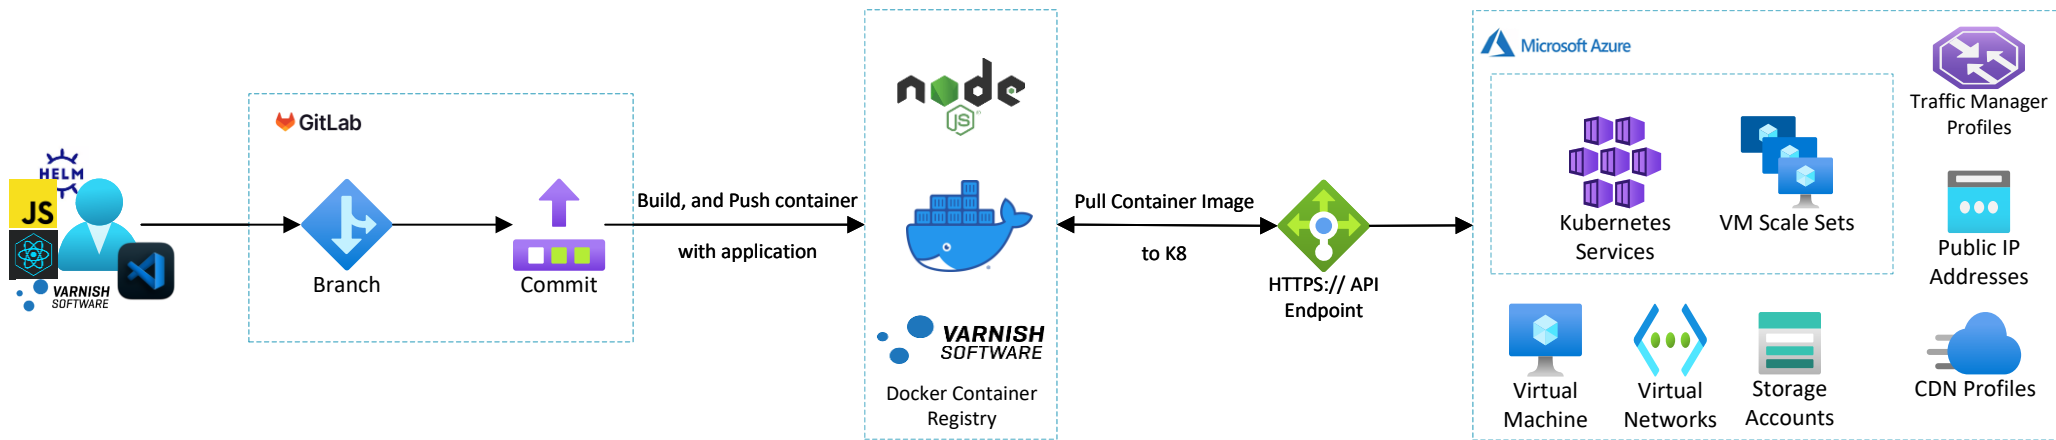 HELM
JS
VARNISH
SOFTWARE
GitLab
Branch
Commit
Build, and Push container
with application
node
JS
VARNISH
SOFTWARE
Docker Container
Registry
Pull Container Image
to K8
HTTPS:// API
Endpoint
Microsoft Azure
Kubernetes
Services
VM Scale Sets
Traffic Manager
Profiles
Public IP
Addresses
Virtual
Machine
Virtual
Networks
Storage
Accounts
CDN Profiles